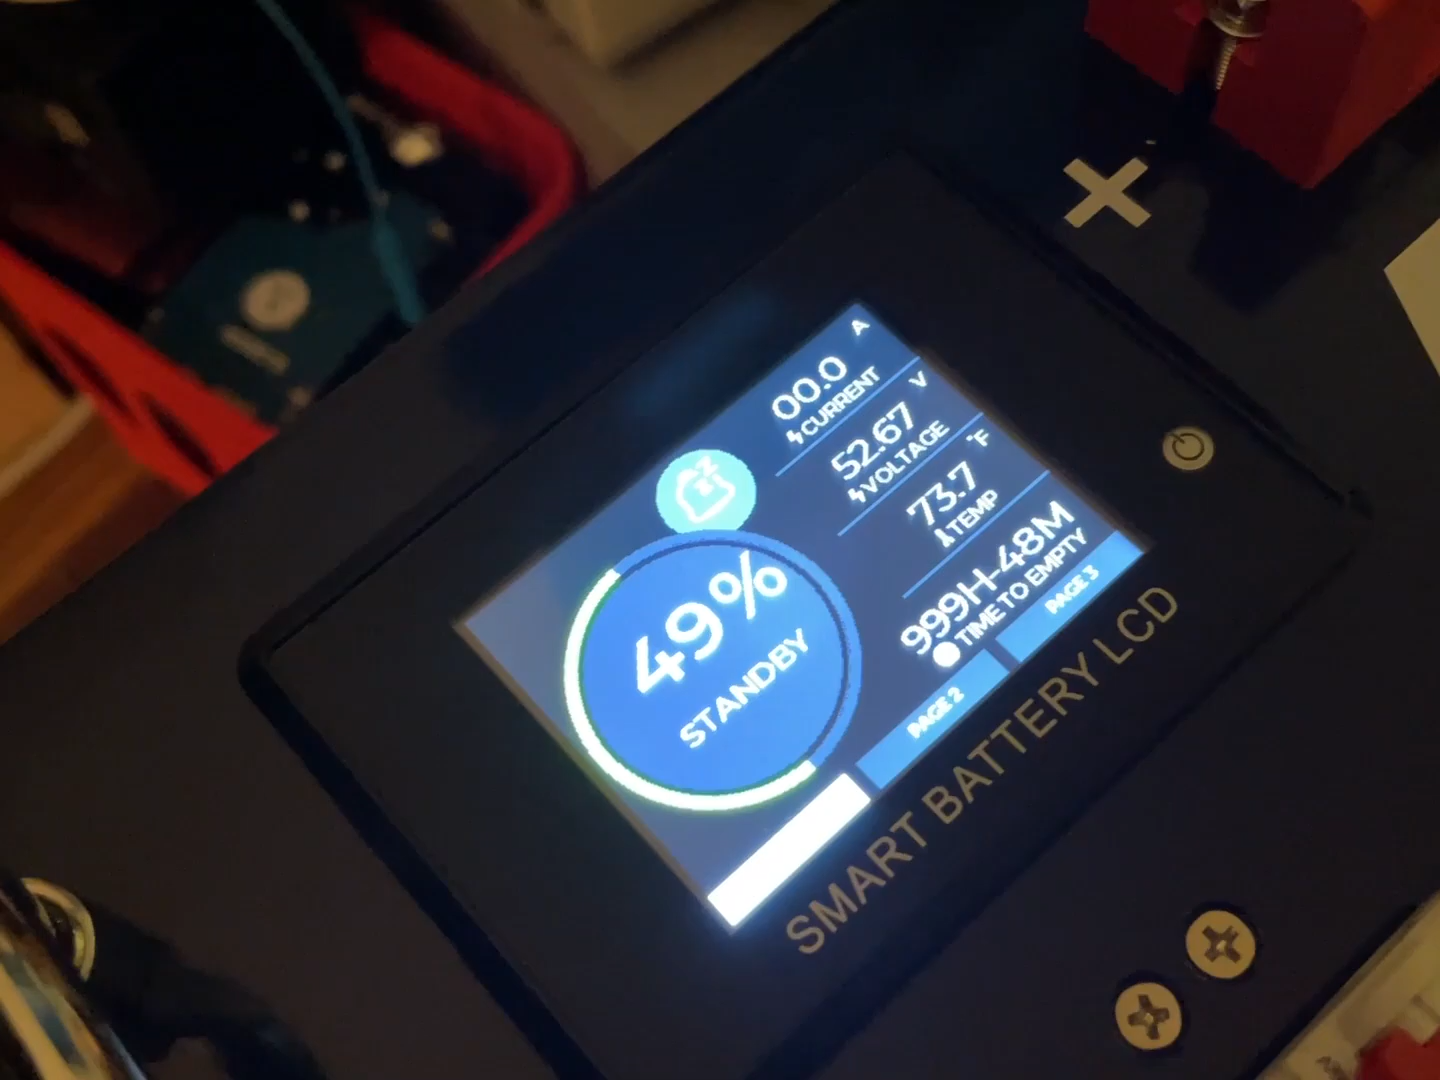 49%
STANDBY
00.0 A
CURRENT
52.67 V
VOLTAGE
73.7 °F
TEMP
999H-48M
TIME TO EMPTY
PAGE 2
PAGE 3
SMART BATTERY LCD